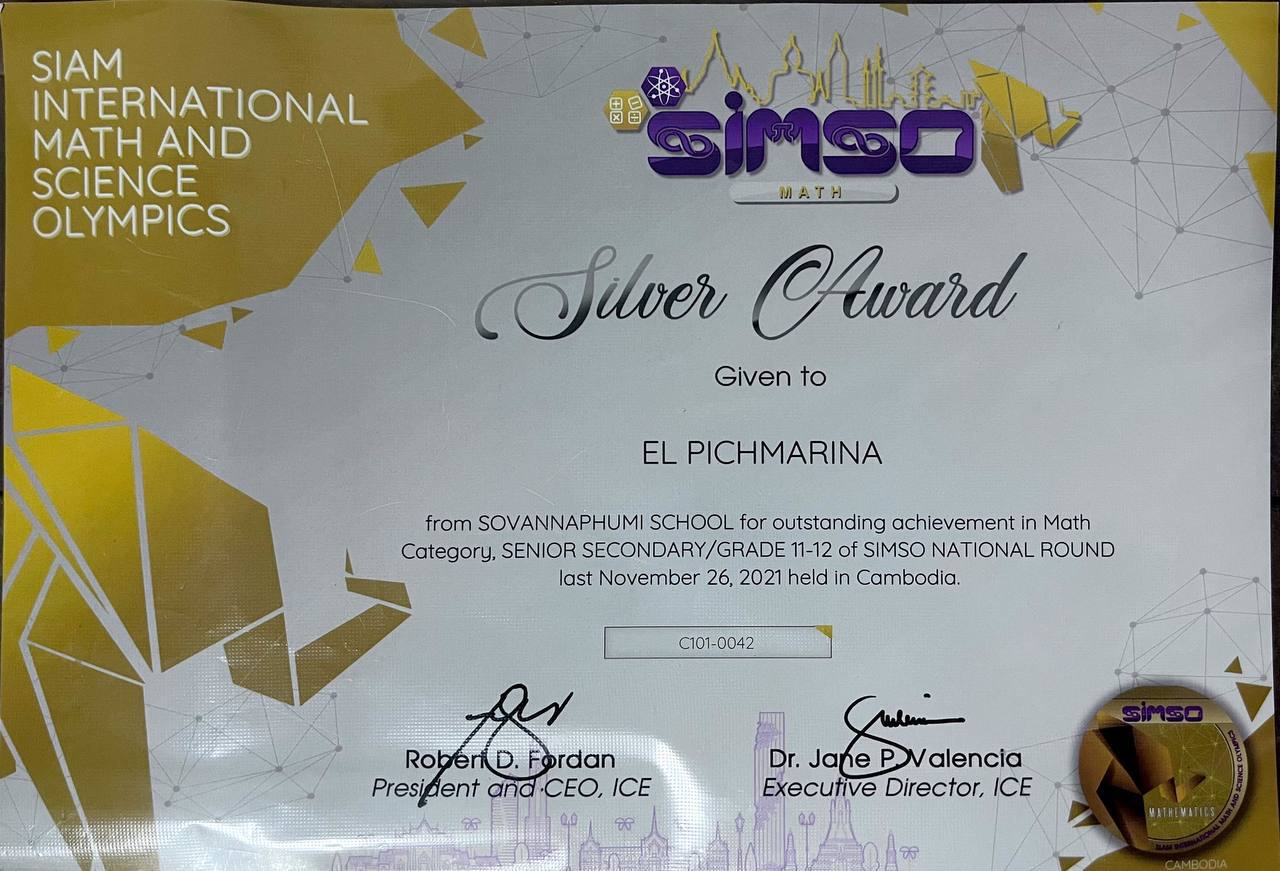 SIAM
INTERNATIONAL
MATH AND
SCIENCE
OLYMPICS
SIMSO
MATH
Silver Award
Given to
EL PICHMARINA
from SOVANNAPHUMI SCHOOL for outstanding achievement in Math
Category, SENIOR SECONDARY/GRADE 11-12 of SIMSO NATIONAL ROUND
last November 26, 2021 held in Cambodia.
C101-0042
Robert D. Fordan
President and CEO, ICE
Dr. Jane P. Valencia
Executive Director, ICE
SIMSO
MATHEMATICS
SIAM INTERNATIONAL MATH AND SCIENCE OLYMPICS
CAMBODIA